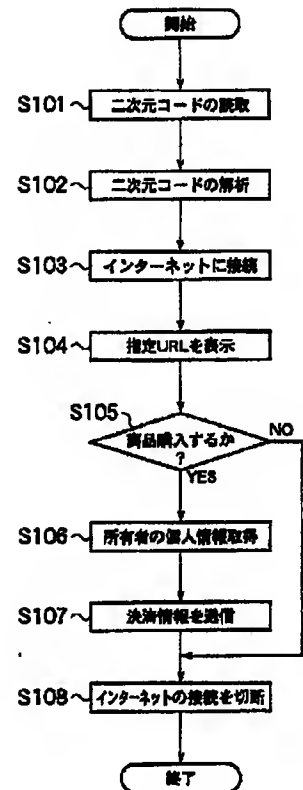 開始
S101
二次元コードの読取
S102
二次元コードの解析
S103
インターネットに接続
S104
指定URLを表示
S105
商品購入するか
?
NO
YES
S106
所有者の個人情報取得
S107
決済情報を送信
S108
インターネットの接続を切断
終了